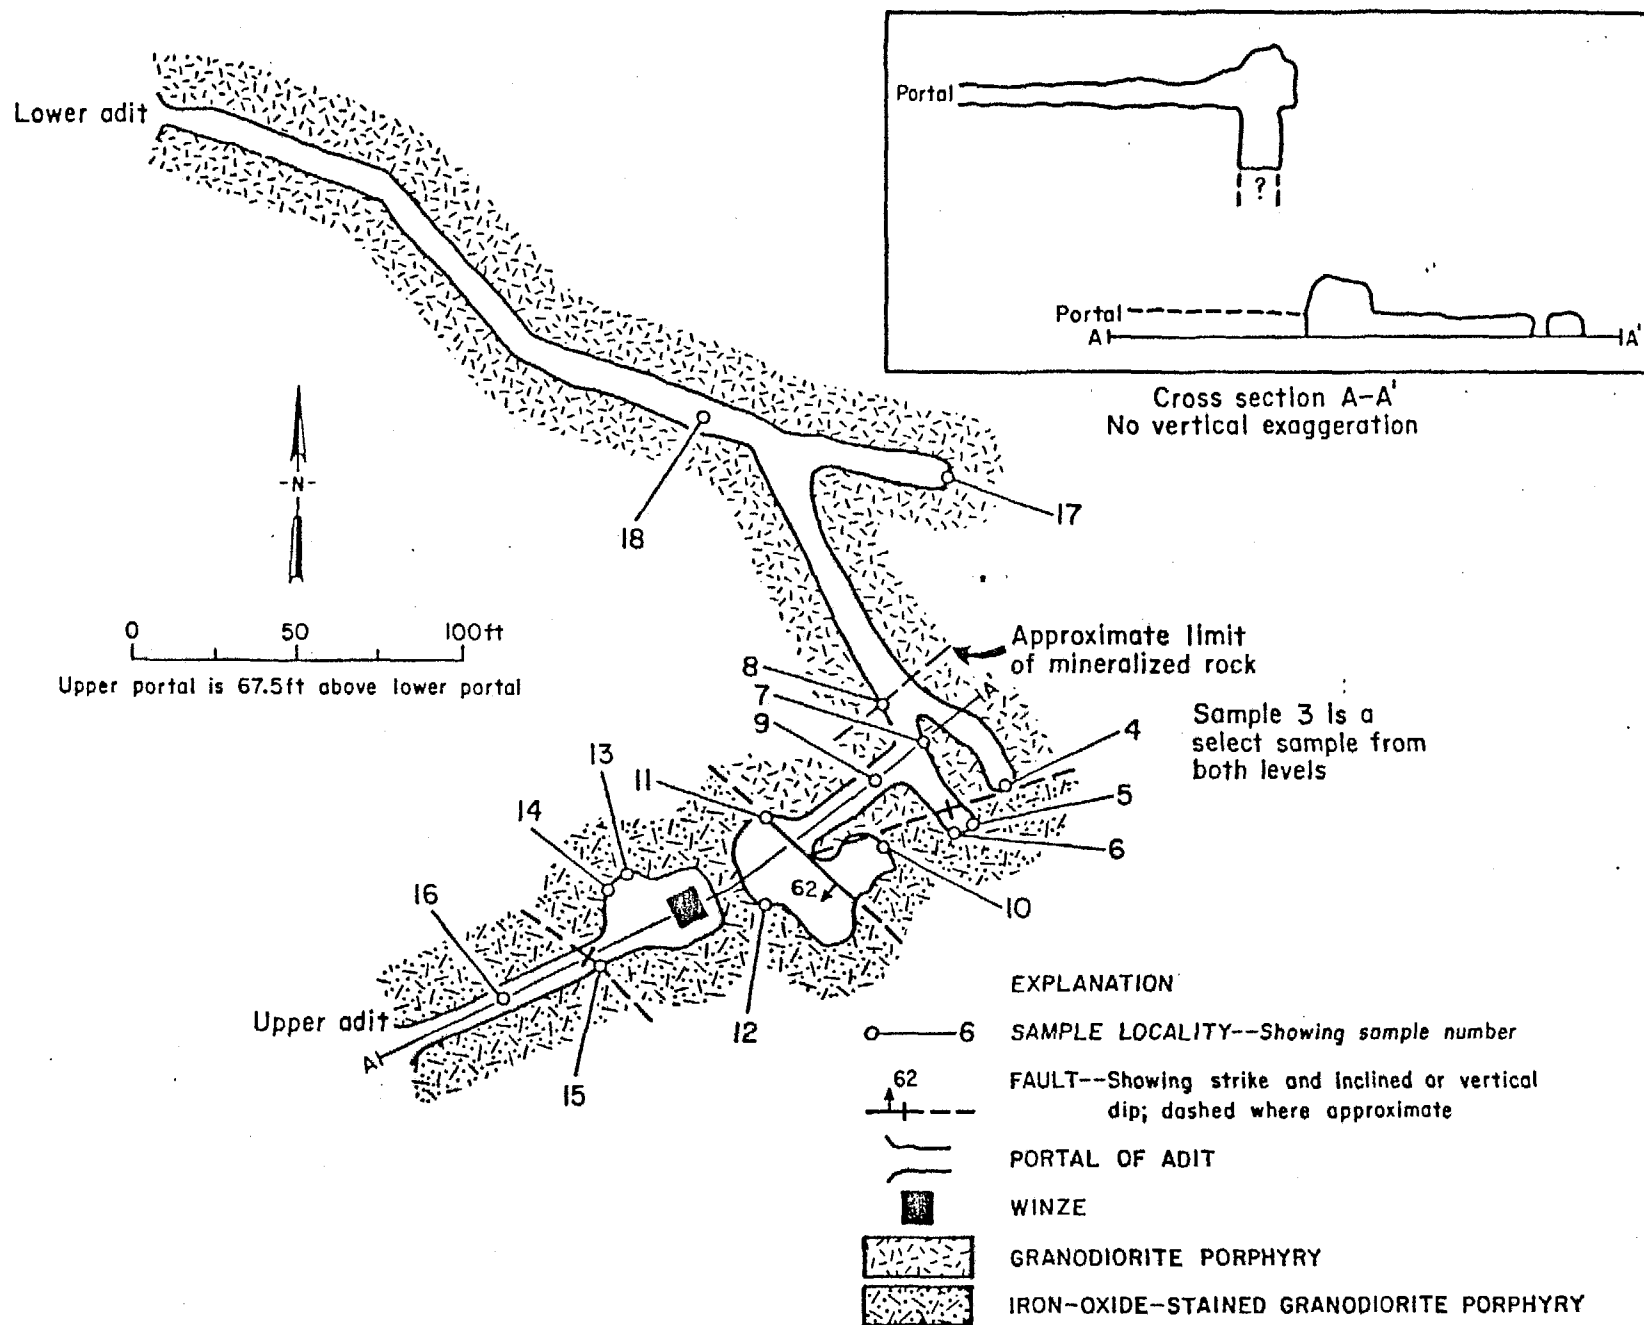 Lower adit
Portal
?
Portal
A
A'
Cross section A-A'
No vertical exaggeration
-N-
18
17
0 50 100ft
Upper portal is 67.5ft above lower portal
Approximate limit
of mineralized rock
8
7
9
A
Sample 3 is a
select sample from
both levels
4
13
11
14
5
6
62
16
10
Upper adit
12
A
15
EXPLANATION
6 SAMPLE LOCALITY--Showing sample number
62 FAULT--Showing strike and inclined or vertical
dip; dashed where approximate
PORTAL OF ADIT
WINZE
GRANODIORITE PORPHYRY
IRON-OXIDE-STAINED GRANODIORITE PORPHYRY